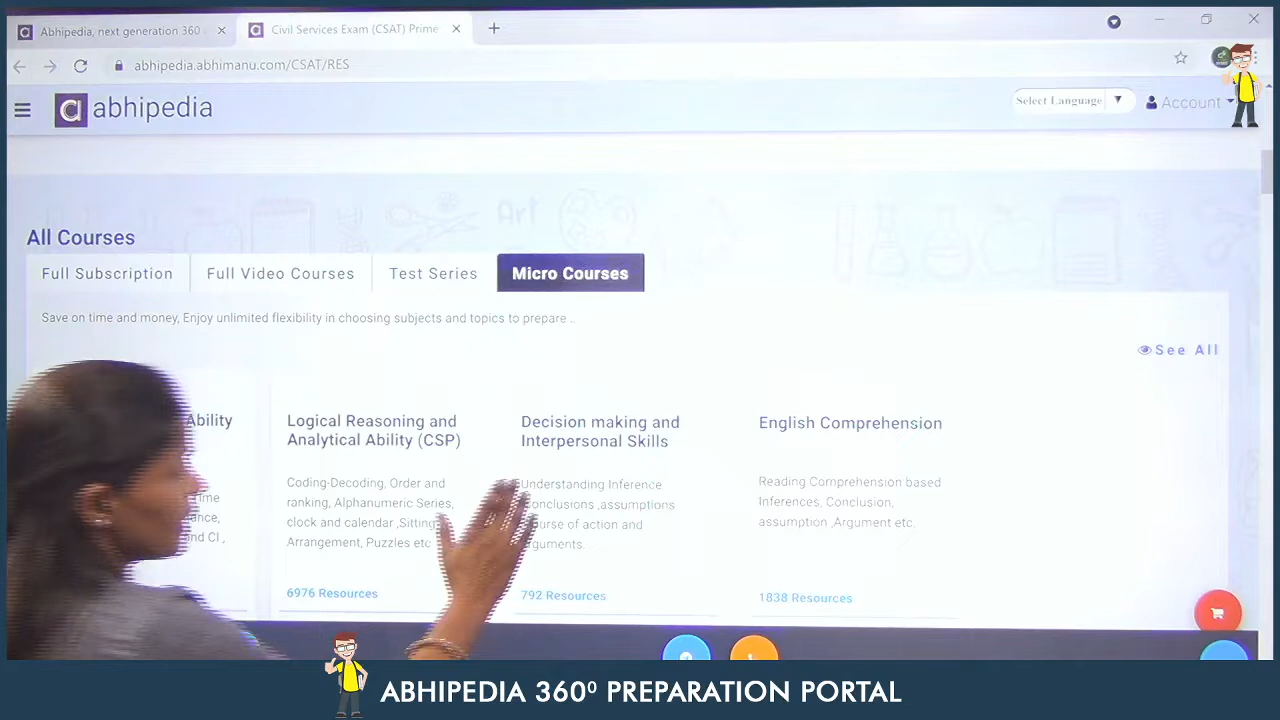 Abhipedia, next generation 360
Civil Services Exam (CSAT) Prime
abhipedia.abhimanu.com/CSAT/RES
a abhipedia
Select Language ▼
Account
Art
All Courses
Full Subscription
Full Video Courses
Test Series
Micro Courses
Save on time and money, Enjoy unlimited flexibility in choosing subjects and topics to prepare ..
See All
Ability
and CI ,
Logical Reasoning and
Analytical Ability (CSP)
Coding-Decoding, Order and
ranking, Alphanumeric Series,
clock and calendar ,Sitting
Arrangement, Puzzles etc
6976 Resources
Decision making and
Interpersonal Skills
Understanding Inference
Conclusions ,assumptions
course of action and
arguments.
792 Resources
English Comprehension
Reading Comprehension based
Inferences, Conclusion,
assumption ,Argument etc.
1838 Resources
ABHIPEDIA 360⁰ PREPARATION PORTAL